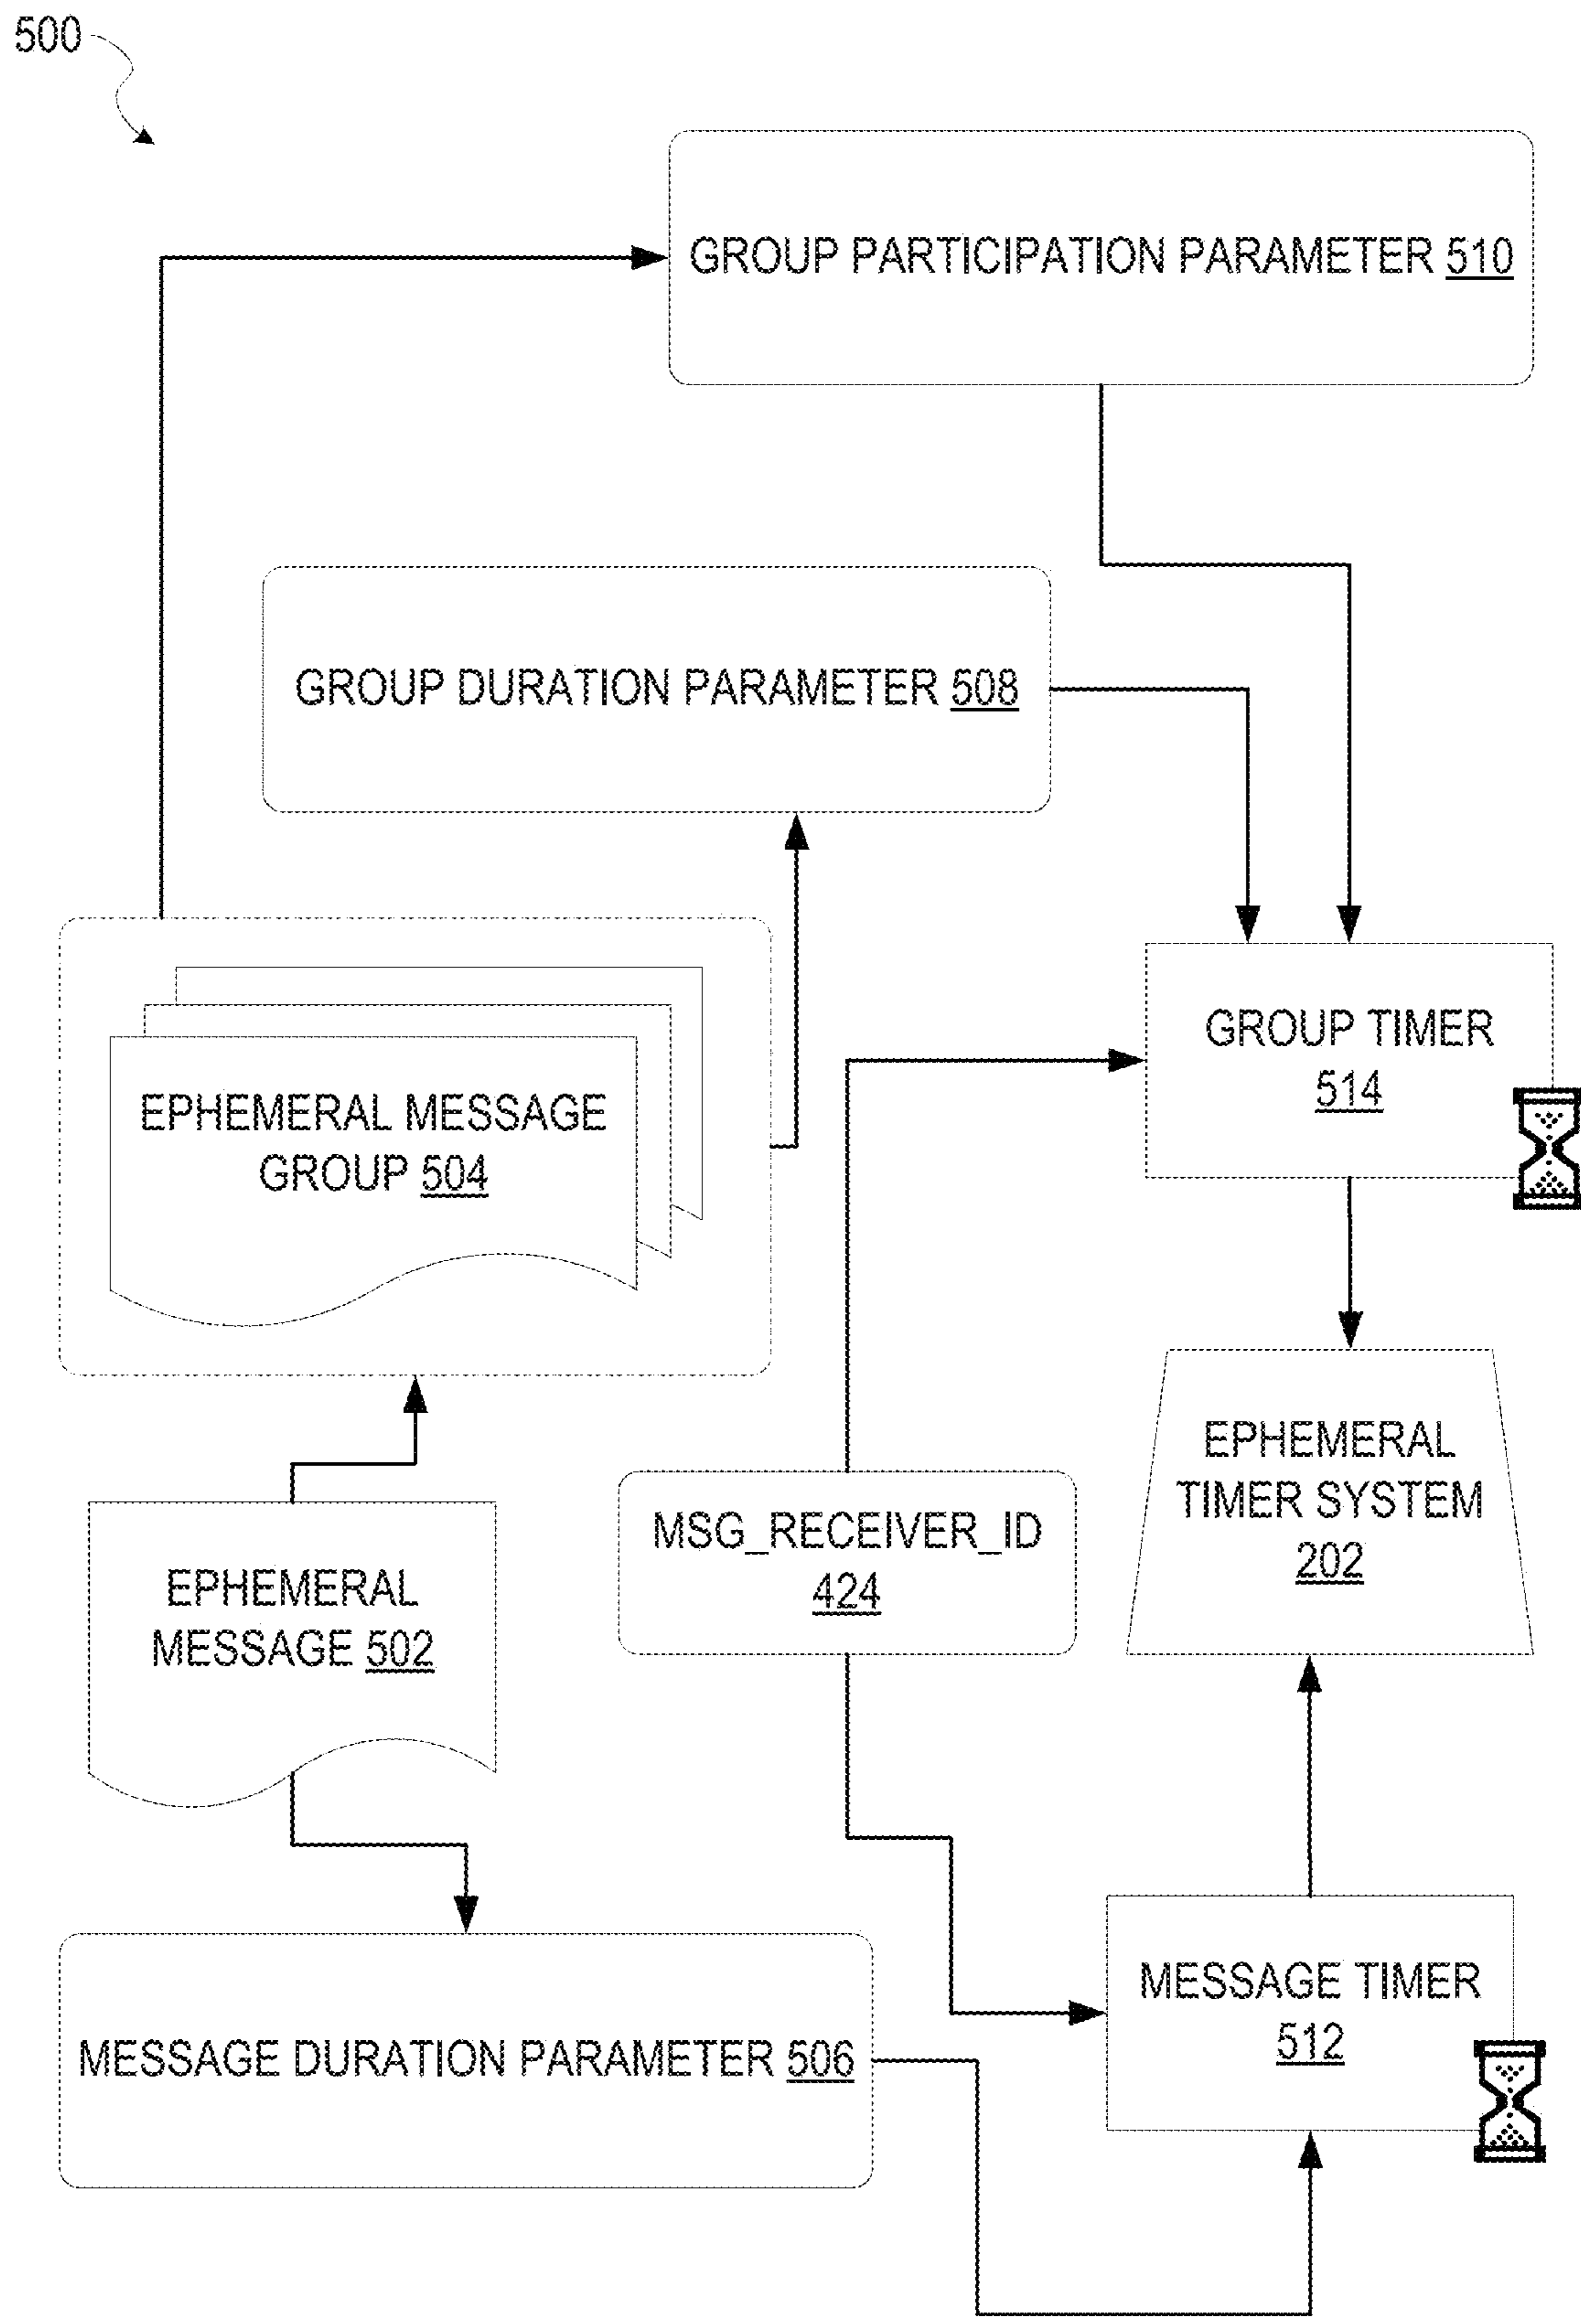 500
GROUP PARTICIPATION PARAMETER 510
GROUP DURATION PARAMETER 508
GROUP TIMER
514
EPHEMERAL MESSAGE
GROUP 504
EPHEMERAL
TIMER SYSTEM
202
MSG_RECEIVER_ID
424
EPHEMERAL
MESSAGE 502
MESSAGE TIMER
512
MESSAGE DURATION PARAMETER 506